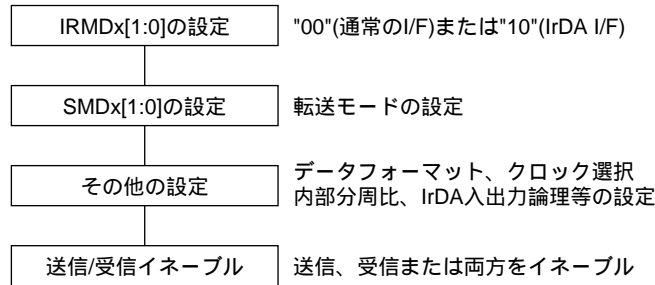 IRMDx[1:0]の設定
"00"(通常のI/F)または"10"(IrDA I/F)
SMDx[1:0]の設定
転送モードの設定
その他の設定
データフォーマット、クロック選択
内部分周比、IrDA入出力論理等の設定
送信/受信イネーブル
送信、受信または両方をイネーブル